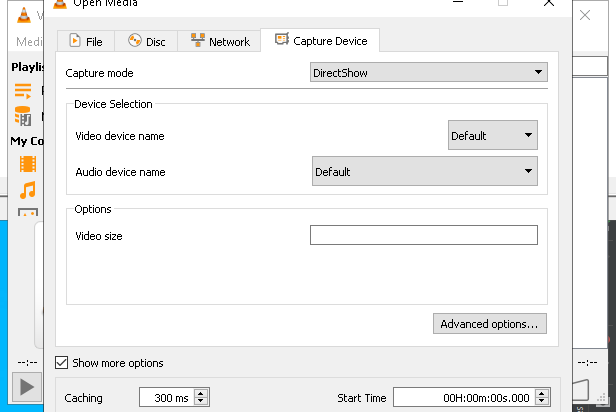 Open Media
Medi
File
Disc
Network
Capture Device
Playlis
Capture mode
DirectShow
Device Selection
Video device name
Default
My Co
Audio device name
Default
Options
Video size
Advanced options...
--:--
--:--
Show more options
Caching
300 ms
Start Time
00H:00m:00s.000